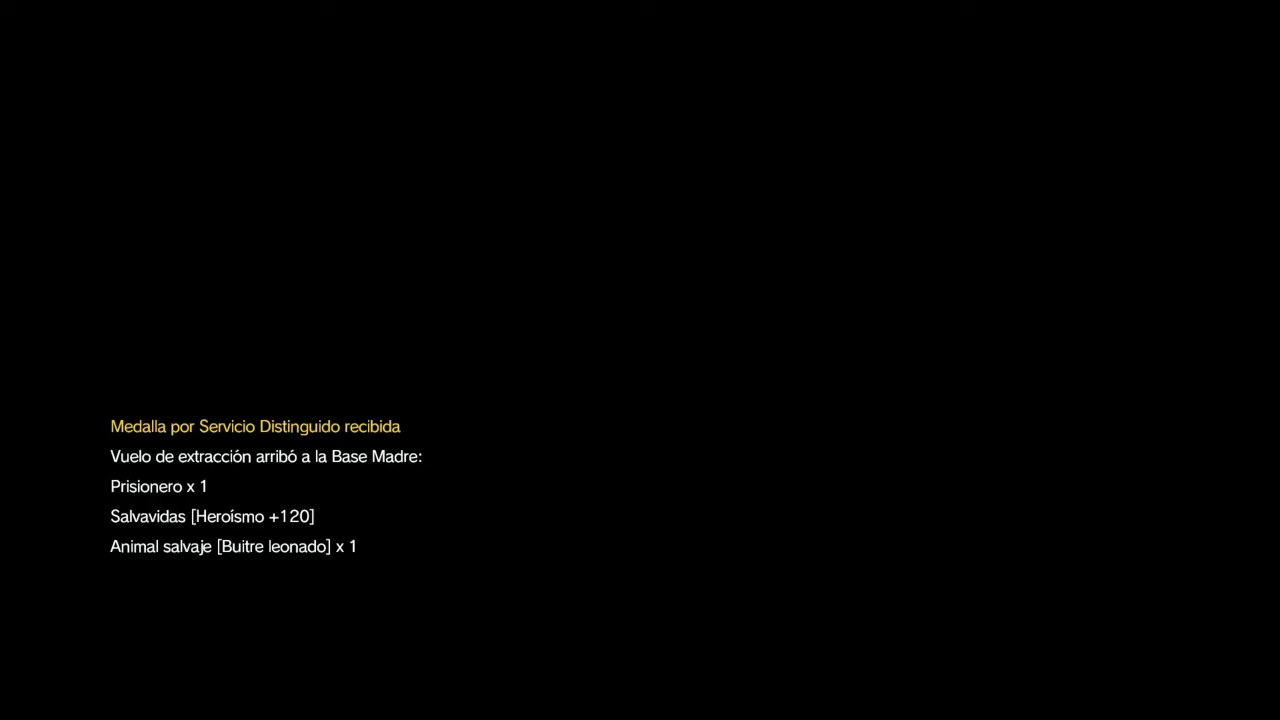 Medalla por Servicio Distinguido recibida
Vuelo de extracción arribó a la Base Madre:
Prisionero x 1
Salvavidas [Heroísmo +120]
Animal salvaje [Buitre leonado] x 1